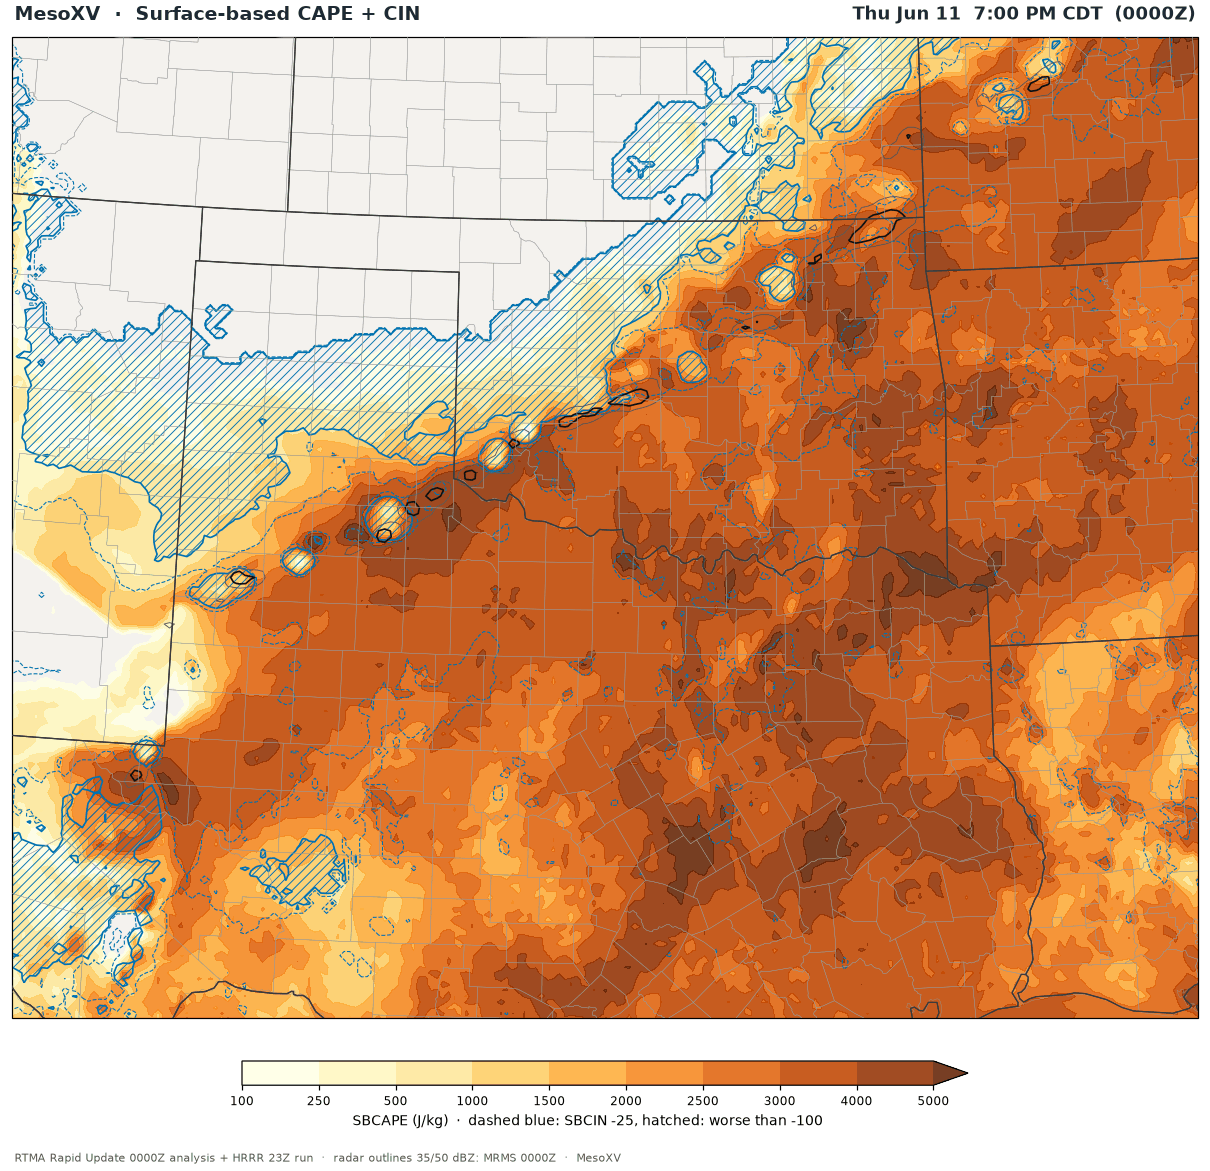 MesoXV · Surface-based CAPE + CIN
Thu Jun 11 7:00 PM CDT (0000Z)
100 250 500 1000 1500 2000 2500 3000 4000 5000
SBCAPE (J/kg) · dashed blue: SBCIN -25, hatched: worse than -100
RTMA Rapid Update 0000Z analysis + HRRR 23Z run · radar outlines 35/50 dBZ: MRMS 0000Z · MesoXV